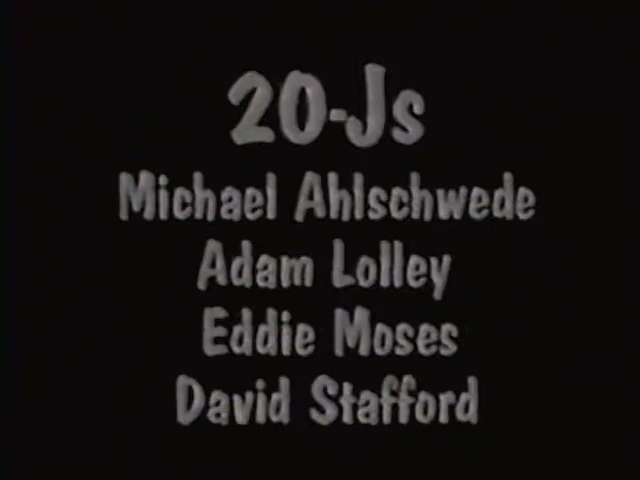 20-Js
Michael Ahlschwede
Adam Lolley
Eddie Moses
David Stafford